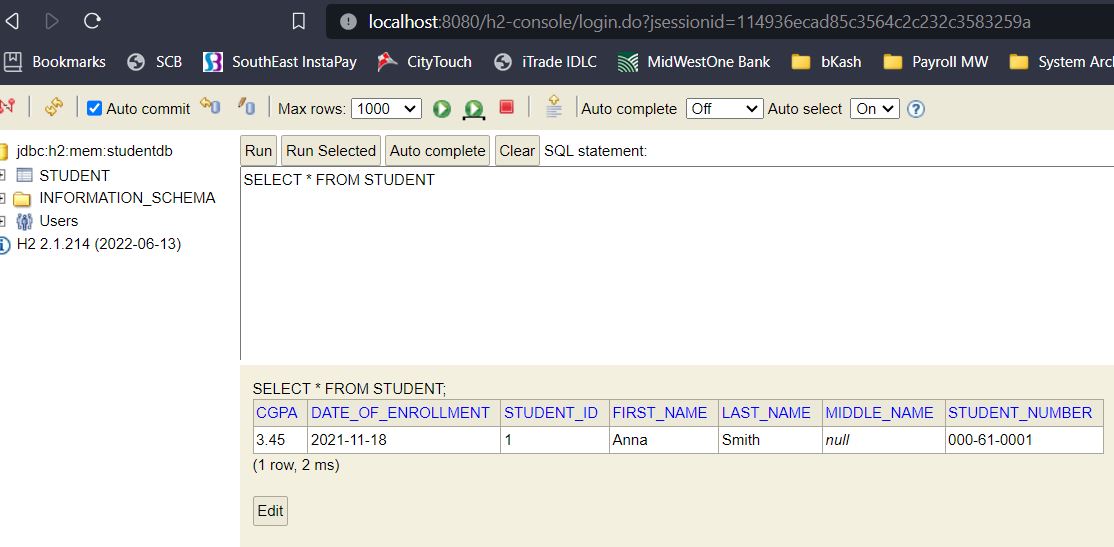 localhost:8080/h2-console/login.do?jsessionid=114936ecad85c3564c2c232c3583259a
Bookmarks SCB SouthEast InstaPay CityTouch iTrade IDLC MidWestOne Bank bKash Payroll MW System Arc
Auto commit Max rows: 1000 Auto complete Off Auto select On ?
jdbc:h2:mem:studentdb
STUDENT
INFORMATION_SCHEMA
Users
H2 2.1.214 (2022-06-13)
Run Run Selected Auto complete Clear SQL statement:
SELECT * FROM STUDENT
SELECT * FROM STUDENT;
CGPA DATE_OF_ENROLLMENT STUDENT_ID FIRST_NAME LAST_NAME MIDDLE_NAME STUDENT_NUMBER
3.45 2021-11-18 1 Anna Smith null 000-61-0001
(1 row, 2 ms)
Edit